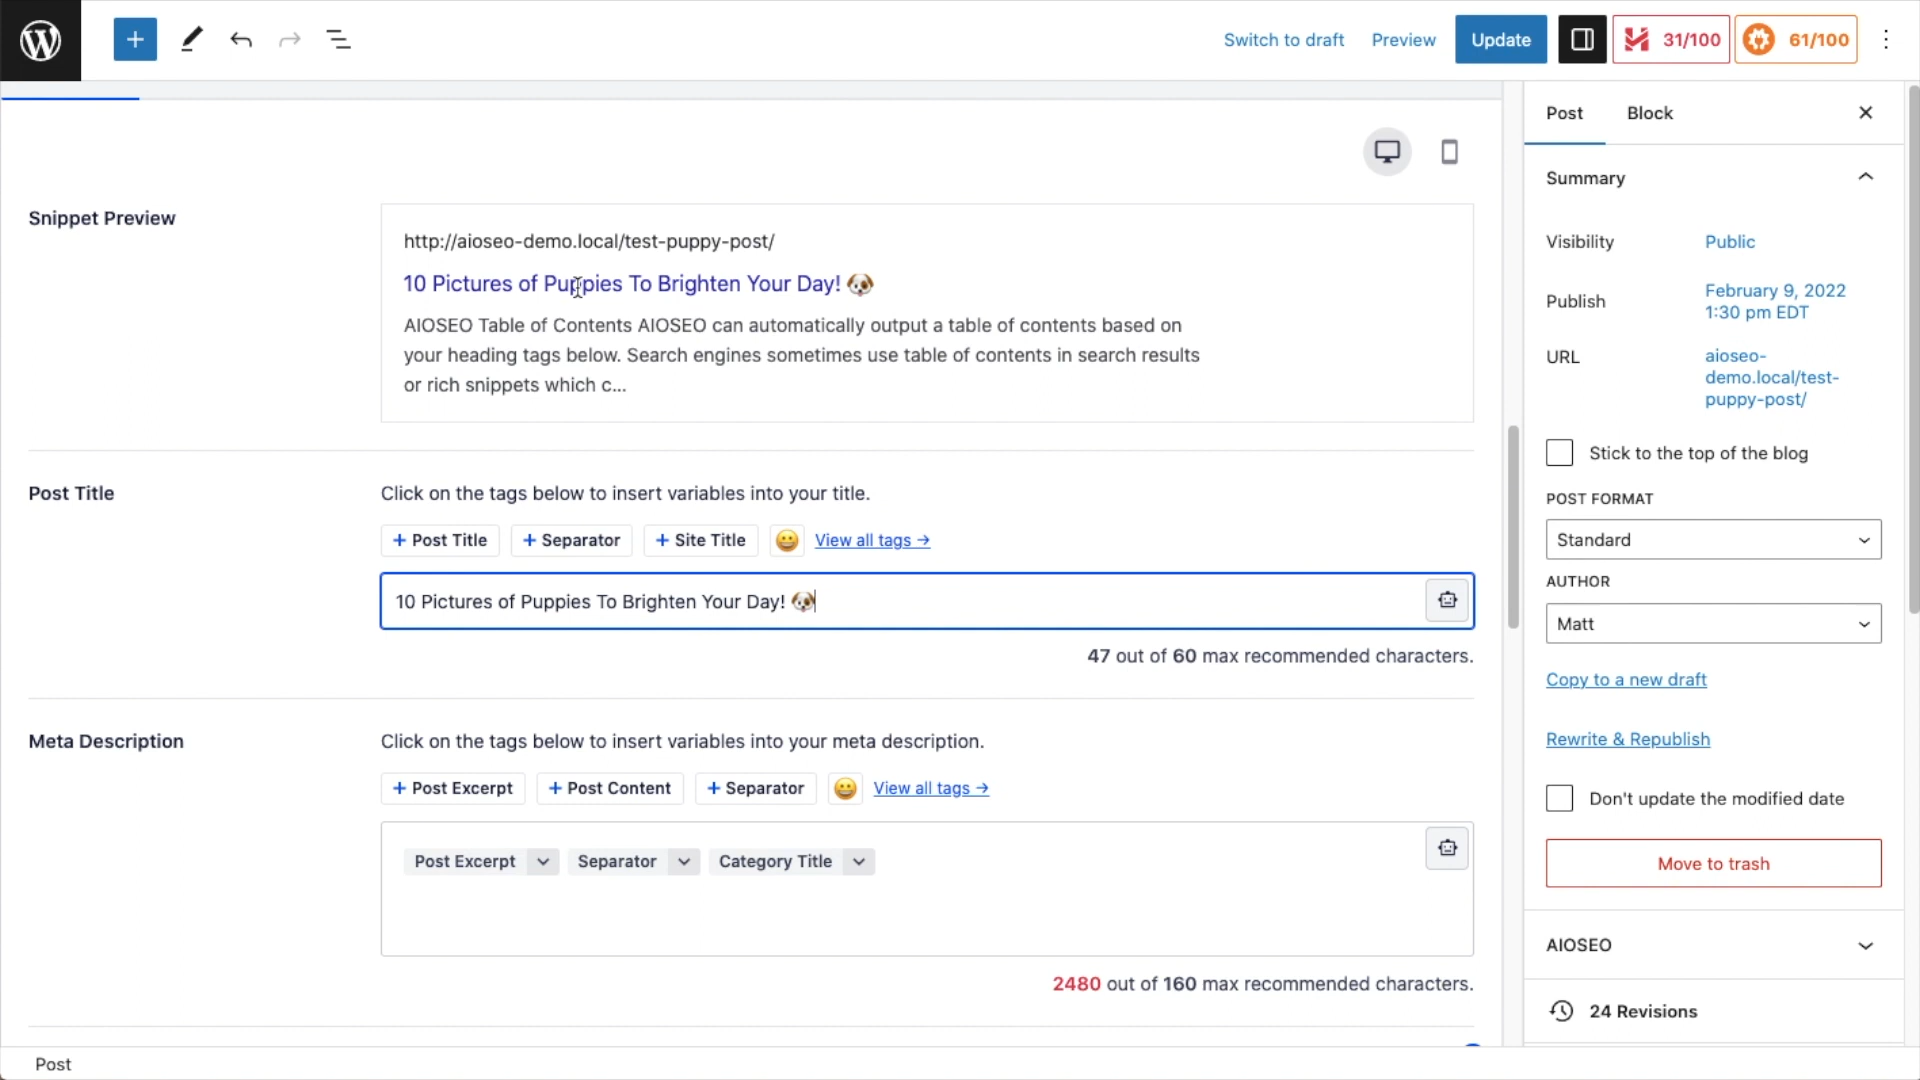 Switch to draft Preview Update 31/100 61/100
Post Block
Summary
Visibility Public
Publish February 9, 2022
1:30 pm EDT
URL aioseo-
demo.local/test-
puppy-post/
Stick to the top of the blog
POST FORMAT
Standard
AUTHOR
Matt
Copy to a new draft
Rewrite & Republish
Don't update the modified date
Move to trash
AIOSEO
24 Revisions
Snippet Preview
http://aioseo-demo.local/test-puppy-post/
10 Pictures of Puppies To Brighten Your Day! 🐶
AIOSEO Table of Contents AIOSEO can automatically output a table of contents based on
your heading tags below. Search engines sometimes use table of contents in search results
or rich snippets which c...
Post Title
Click on the tags below to insert variables into your title.
+ Post Title + Separator + Site Title 😀 View all tags →
10 Pictures of Puppies To Brighten Your Day! 🐶
47 out of 60 max recommended characters.
Meta Description
Click on the tags below to insert variables into your meta description.
+ Post Excerpt + Post Content + Separator 😀 View all tags →
Post Excerpt Separator Category Title
2480 out of 160 max recommended characters.
Post